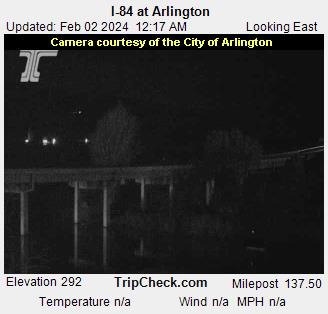 I-84 at Arlington
Updated: Feb 02 2024 12:17 AM Looking East
Camera courtesy of the City of Arlington
Elevation 292 TripCheck.com Milepost 137.50
Temperature n/a Wind n/a MPH n/a